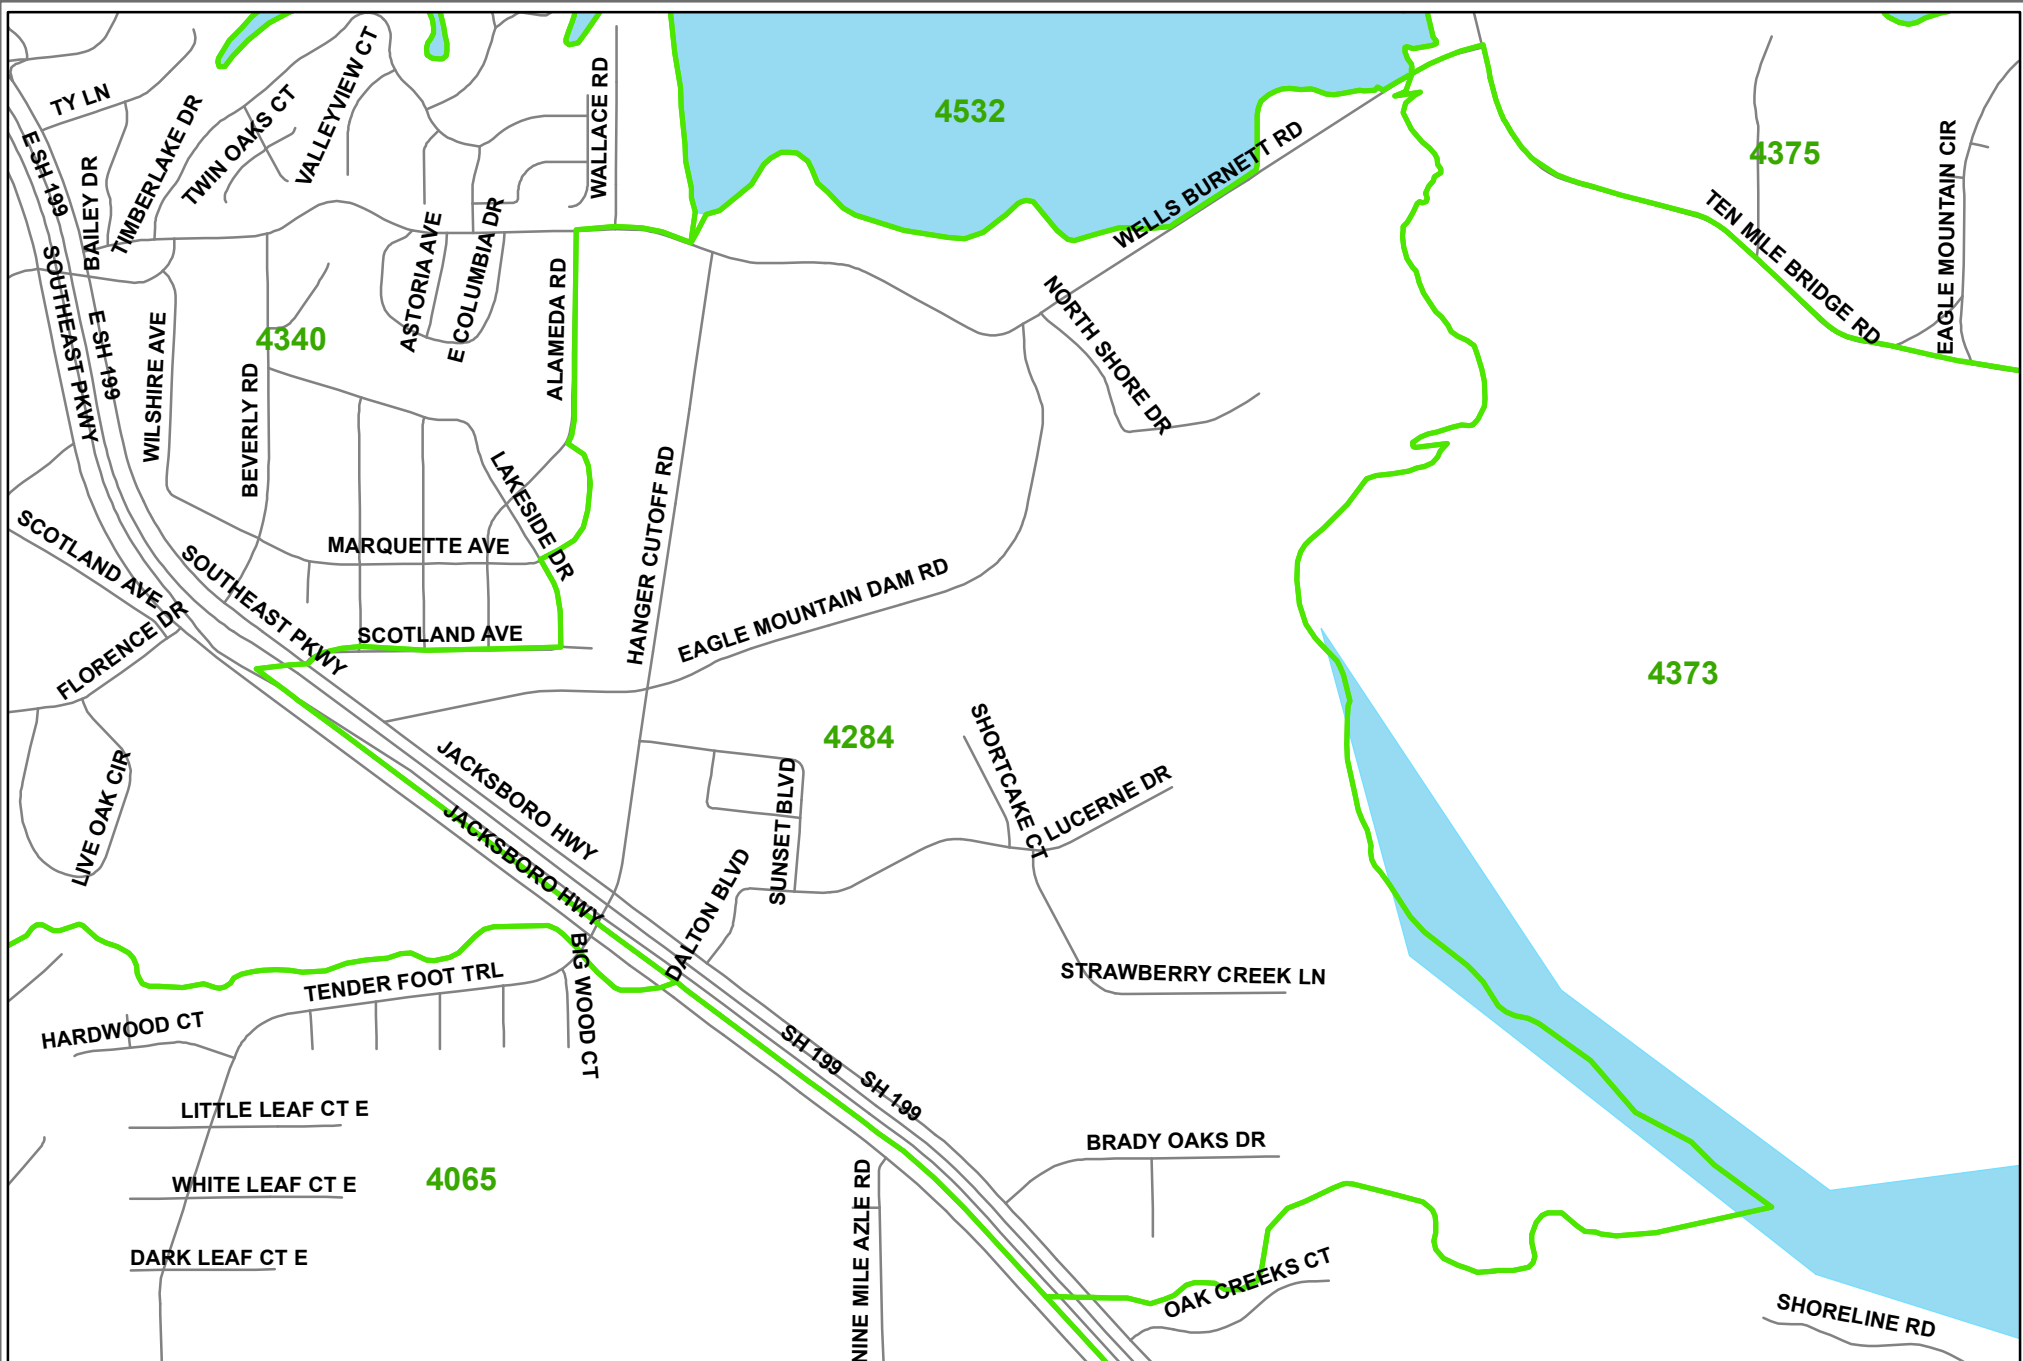 TY LN
TIMBERLAKE DR
TWIN OAKS CT
VALLEYVIEW CT
WALLACE RD
4532
WELLS BURNETT RD
4375
EAGLE MOUNTAIN CIR
TEN MILE BRIDGE RD
E SH 199
BAILEY DR
SOUTHEAST PKWY
E SH 199
WILSHIRE AVE
4340
BEVERLY RD
ASTORIA AVE
E COLUMBIA DR
ALAMEDA RD
NORTH SHORE DR
LAKESIDE DR
HANGER CUTOFF RD
MARQUETTE AVE
SCOTLAND AVE
SOUTHEAST PKWY
FLORENCE DR
SCOTLAND AVE
EAGLE MOUNTAIN DAM RD
4373
4284
LIVE OAK CIR
JACKSBORO HWY
JACKSBORO HWY
SUNSET BLVD
DALTON BLVD
SHORTCAKE CT
LUCERNE DR
STRAWBERRY CREEK LN
TENDER FOOT TRL
BIG WOOD CT
HARDWOOD CT
SH 199
SH 199
LITTLE LEAF CT E
WHITE LEAF CT E
4065
DARK LEAF CT E
NINE MILE AZLE RD
BRADY OAKS DR
OAK CREEKS CT
SHORELINE RD